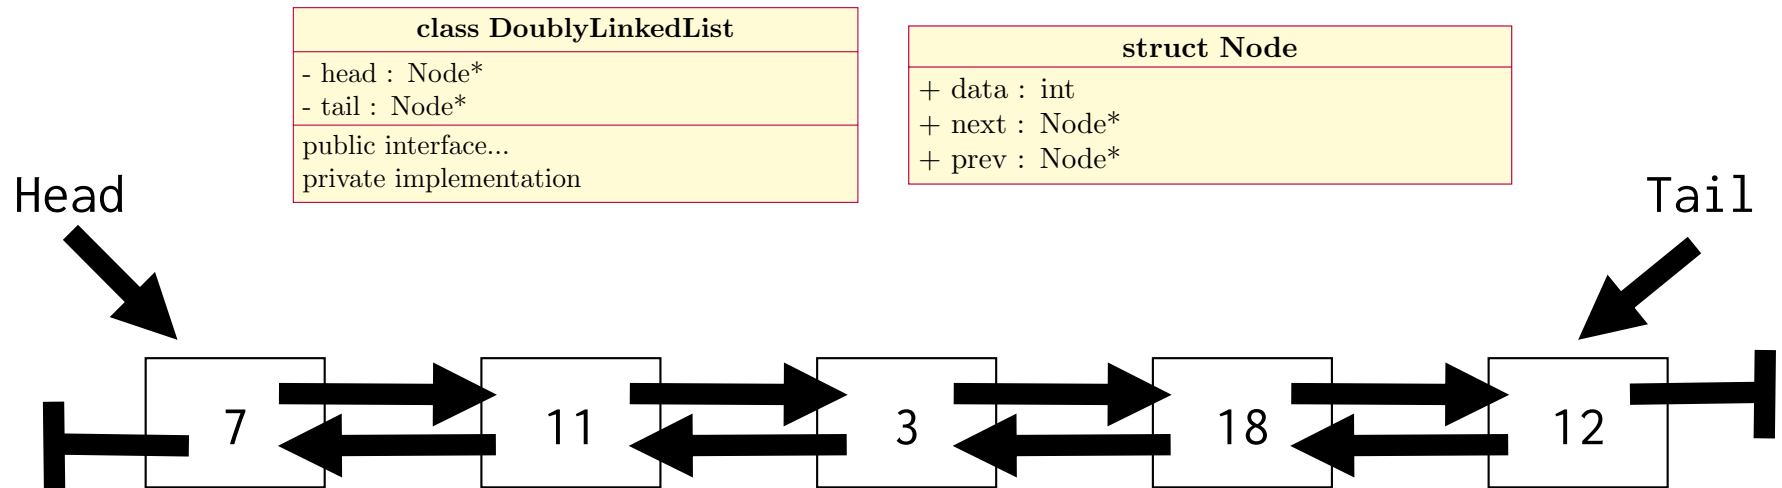 class DoublyLinkedList
- head : Node*
- tail : Node*
public interface...
private implementation
struct Node
+ data : int
+ next : Node*
+ prev : Node*
Head
Tail
7
11
3
18
12